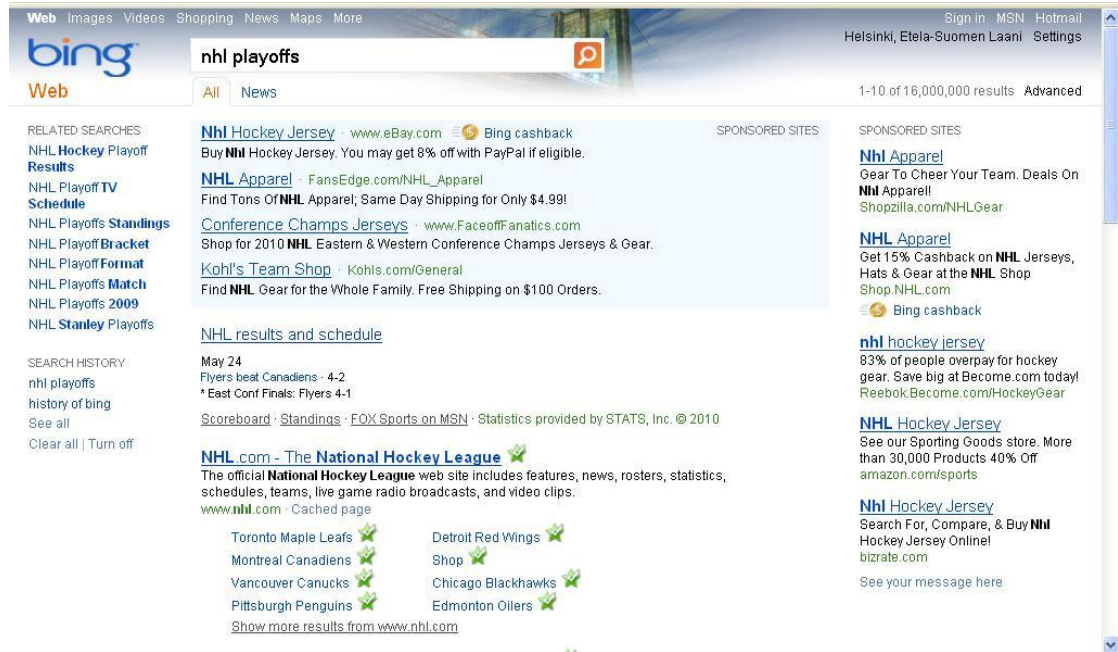 Web Images Videos Shopping News Maps More
Sign in MSN Hotmail
Helsinki, Etela-Suomen Laani Settings
bing
nhl playoffs
Web
All News
1-10 of 16,000,000 results Advanced
RELATED SEARCHES
NHL Hockey Playoff
Results
NHL Playoff TV
Schedule
NHL Playoffs Standings
NHL Playoff Bracket
NHL Playoff Format
NHL Playoffs Match
NHL Playoffs 2009
NHL Stanley Playoffs
SEARCH HISTORY
nhl playoffs
history of bing
See all
Clear all | Turn off
Nhl Hockey Jersey · www.eBay.com Bing cashback
SPONSORED SITES
Buy Nhl Hockey Jersey. You may get 8% off with PayPal if eligible.
NHL Apparel · FansEdge.com/NHL_Apparel
Find Tons Of NHL Apparel; Same Day Shipping for Only $4.99!
Conference Champs Jerseys · www.FaceoffFanatics.com
Shop for 2010 NHL Eastern & Western Conference Champs Jerseys & Gear.
Kohl's Team Shop · Kohls.com/General
Find NHL Gear for the Whole Family. Free Shipping on $100 Orders.
NHL results and schedule
May 24
Flyers beat Canadiens · 4-2
* East Conf Finals: Flyers 4-1
Scoreboard · Standings · FOX Sports on MSN · Statistics provided by STATS, Inc. © 2010
NHL.com - The National Hockey League
The official National Hockey League web site includes features, news, rosters, statistics,
schedules, teams, live game radio broadcasts, and video clips.
www.nhl.com · Cached page
Toronto Maple Leafs
Detroit Red Wings
Montreal Canadiens
Shop
Vancouver Canucks
Chicago Blackhawks
Pittsburgh Penguins
Edmonton Oilers
Show more results from www.nhl.com
SPONSORED SITES
Nhl Apparel
Gear To Cheer Your Team. Deals On
Nhl Apparel!
Shopzilla.com/NHLGear
NHL Apparel
Get 15% Cashback on NHL Jerseys,
Hats & Gear at the NHL Shop
Shop.NHL.com
Bing cashback
nhl hockey jersey
83% of people overpay for hockey
gear. Save big at Become.com today!
Reebok.Become.com/HockeyGear
NHL Hockey Jersey
See our Sporting Goods store. More
than 30,000 Products 40% Off
amazon.com/sports
Nhl Hockey Jersey
Search For, Compare, & Buy Nhl
Hockey Jersey Online!
bizrate.com
See your message here